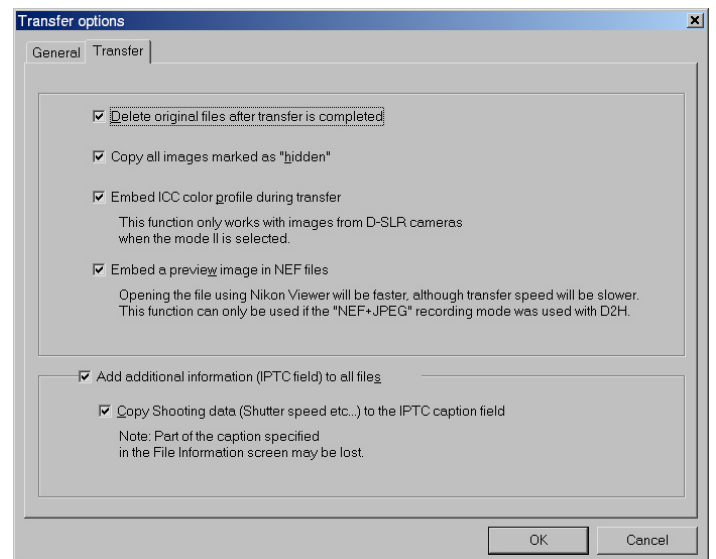 Transfer options
General Transfer
Delete original files after transfer is completed
Copy all images marked as "hidden"
Embed ICC color profile during transfer
This function only works with images from D-SLR cameras
when the mode II is selected.
Embed a preview image in NEF files
Opening the file using Nikon Viewer will be faster, although transfer speed will be slower.
This function can only be used if the "NEF+JPEG" recording mode was used with D2H.
Add additional information (IPTC field) to all files
Copy Shooting data (Shutter speed etc...) to the IPTC caption field
Note: Part of the caption specified
in the File Information screen may be lost.
OK Cancel